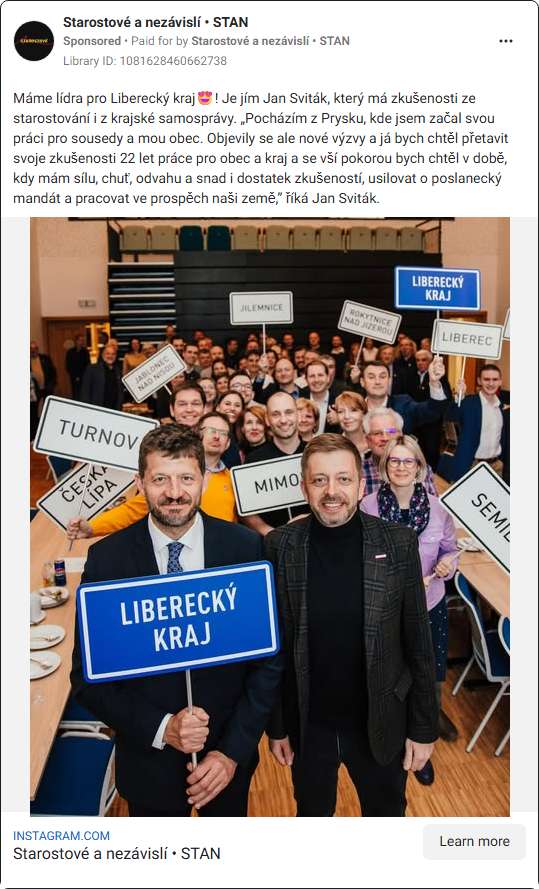 Starostové a nezávislí • STAN
Sponsored • Paid for by Starostové a nezávislí • STAN
Library ID: 1081628460662738
Máme lídra pro Liberecký kraj🤩! Je jím Jan Sviták, který má zkušenosti ze
starostování i z krajské samosprávy. „Pocházím z Prysku, kde jsem začal svou
práci pro sousedy a mou obec. Objevily se ale nové výzvy a já bych chtěl přetavit
svoje zkušenosti 22 let práce pro obec a kraj a se vší pokorou bych chtěl v době,
kdy mám sílu, chuť, odvahu a snad i dostatek zkušeností, usilovat o poslanecký
mandát a pracovat ve prospěch naši země,” říká Jan Sviták.
LIBERECKÝ
KRAJ
JILEMNICE
ROKYTNICE
NAD JIZEROU
LIBEREC
JABLONEC
NAD NISOU
TURNOV
ČESKÁ
LÍPA
MIMO
SEMIL
LIBERECKÝ
KRAJ
INSTAGRAM.COM
Starostové a nezávislí • STAN
Learn more